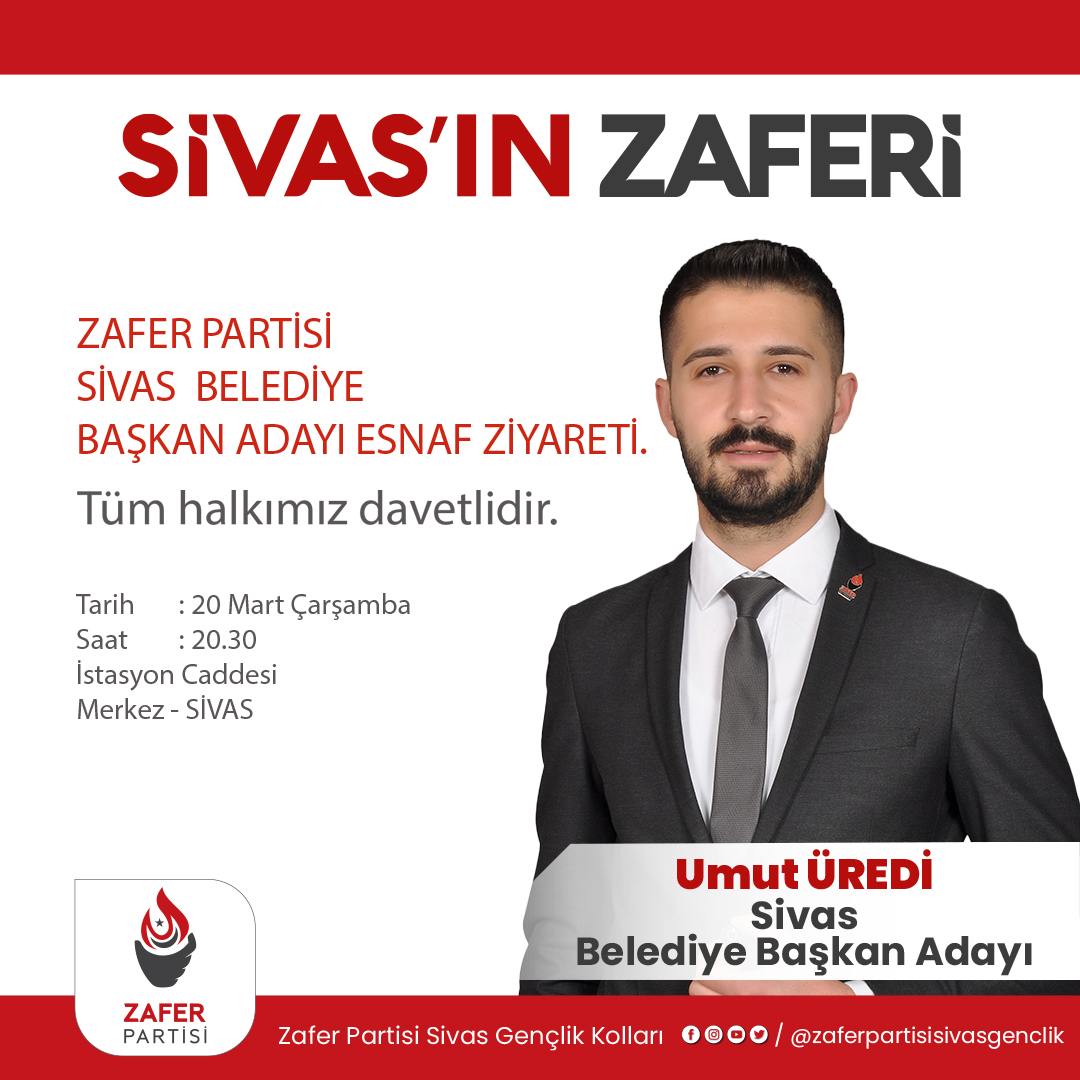 SİVAS'IN ZAFERİ
ZAFER PARTİSİ
SİVAS BELEDİYE
BAŞKAN ADAYI ESNAF ZİYARETİ.
Tüm halkımız davetlidir.
Tarih : 20 Mart Çarşamba
Saat : 20.30
İstasyon Caddesi
Merkez - SİVAS
Umut ÜREDİ
Sivas
Belediye Başkan Adayı
ZAFER
PARTİSİ
Zafer Partisi Sivas Gençlik Kolları / @zaferpartisisivasgenclik